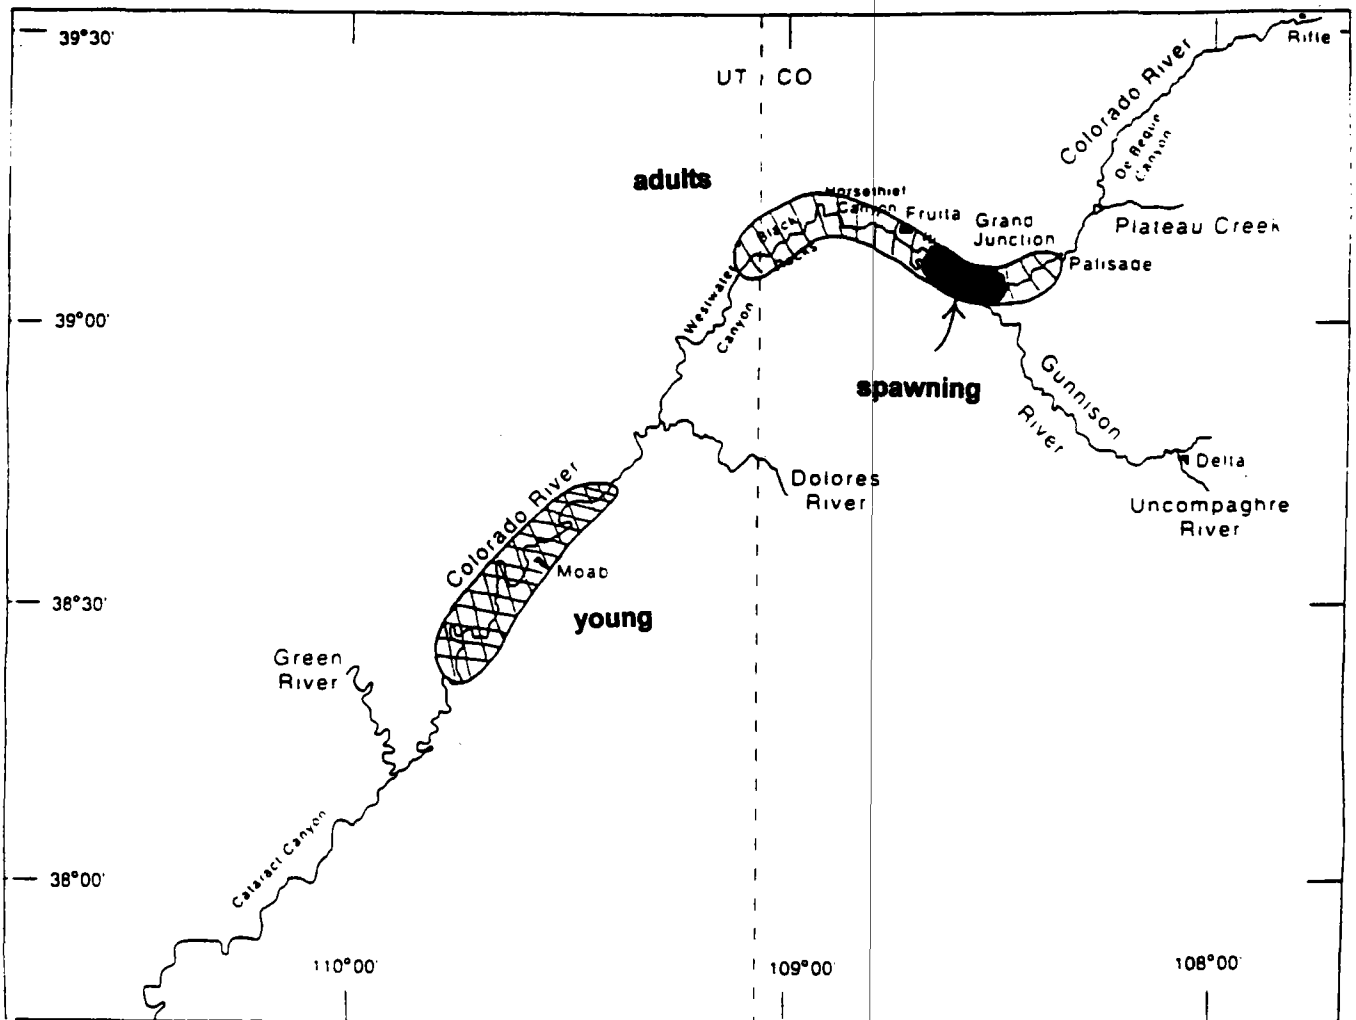 39°30'
Rifle
UT
CO
Colorado River
De Beque
Canyon
adults
Horsethief
Canyon
Fruita
Grand
Junction
Plateau Creek
Palisade
Black
Rocks
Westwater
Canyon
39°00'
spawning
Gunnison
River
Delta
Uncompaghre
River
Dolores
River
Colorado River
Moab
38°30'
young
Green
River
Cataract Canyon
38°00'
110°00'
109°00'
108°00'